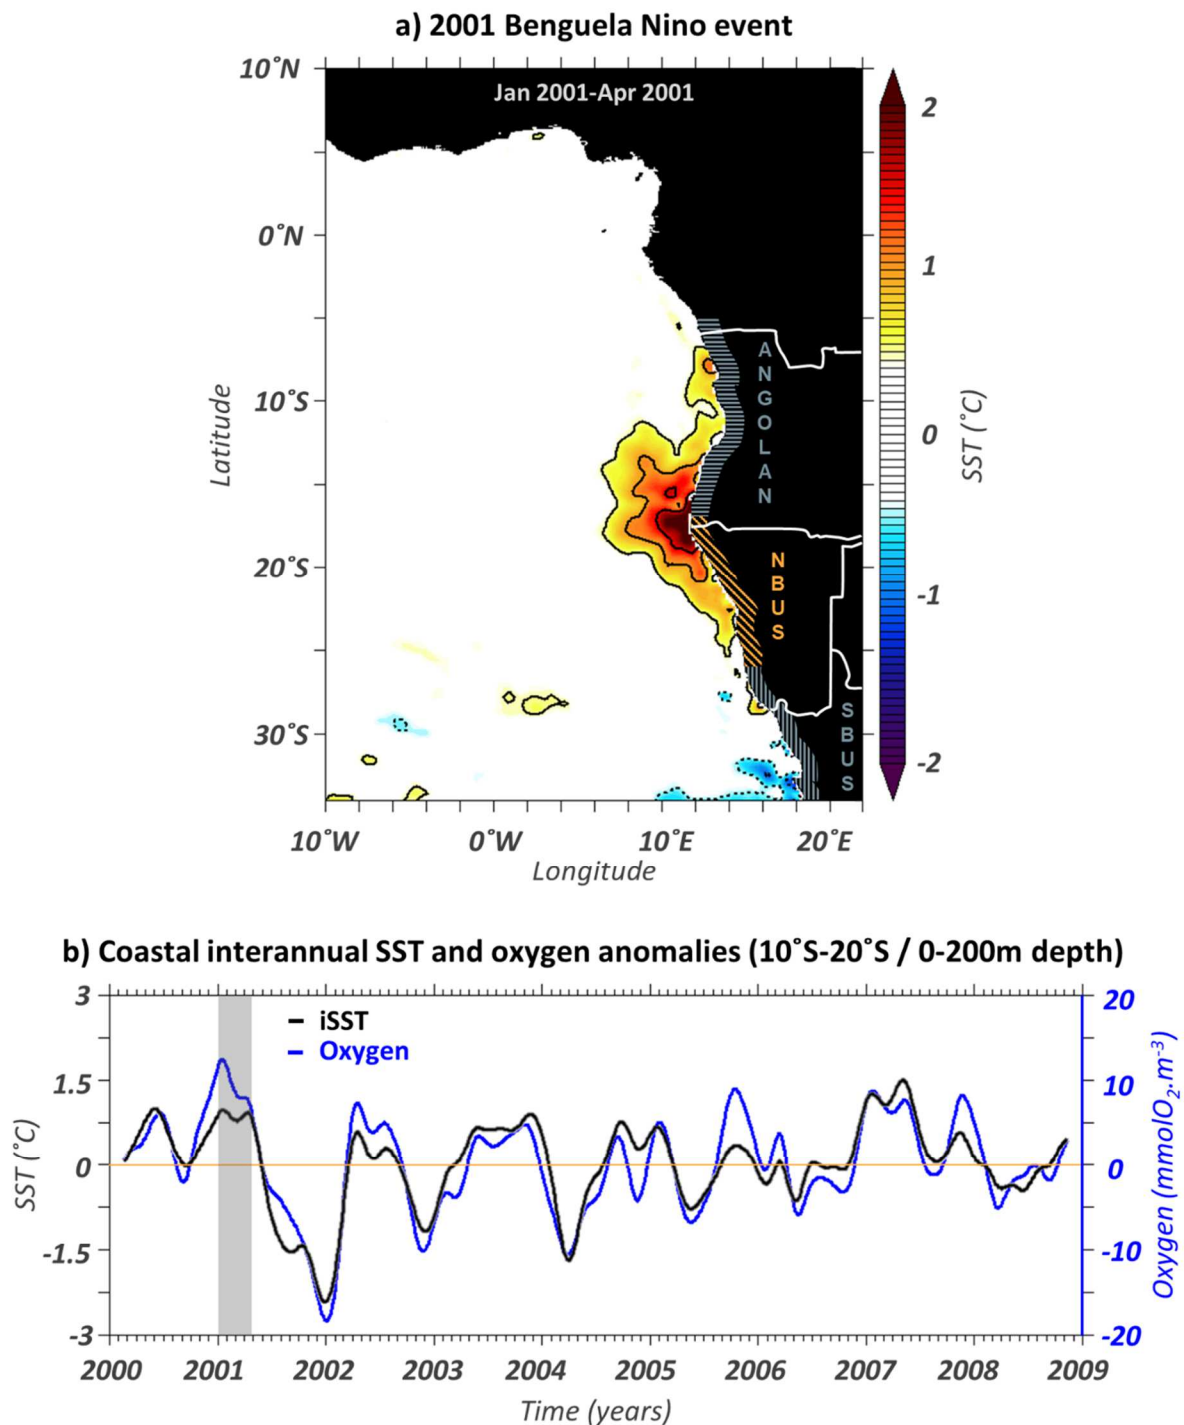 a) 2001 Benguela Nino event
Jan 2001-Apr 2001
10°N
0°N
10°S
20°S
30°S
Latitude
10°W
0°W
10°E
20°E
Longitude
ANGOLAN
NBUS
SBUS
2
1
0
-1
-2
SST (°C)
b) Coastal interannual SST and oxygen anomalies (10°S-20°S / 0-200m depth)
3
1.5
0
-1.5
-3
SST (°C)
iSST
Oxygen
20
10
0
-10
-20
Oxygen (mmolO₂.m⁻³)
2000
2001
2002
2003
2004
2005
2006
2007
2008
2009
Time (years)